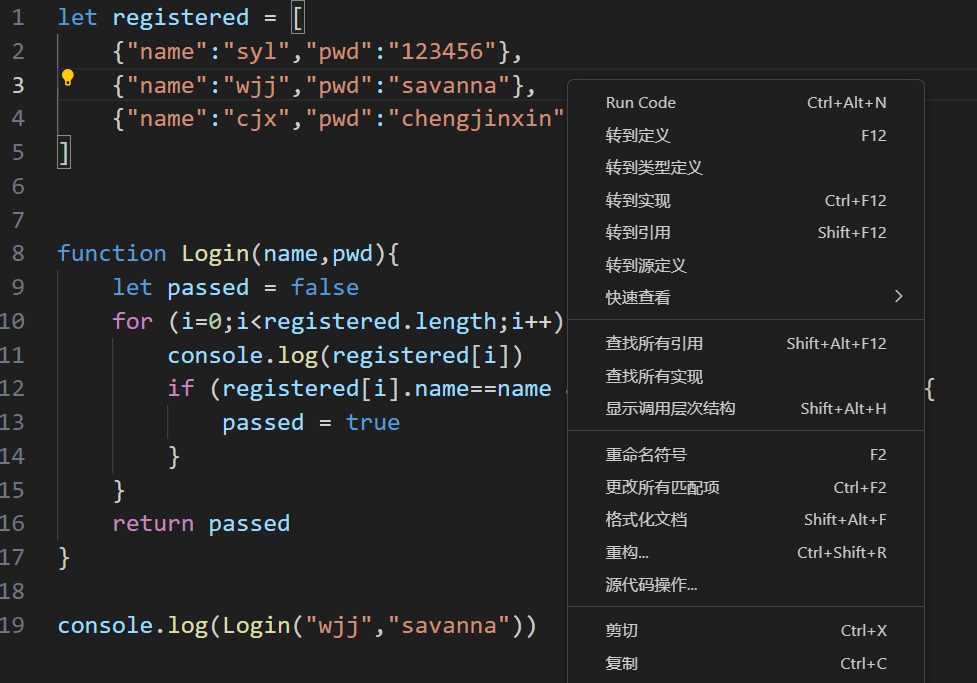 1 let registered = [
2 {"name":"syl","pwd":"123456"},
3 {"name":"wjj","pwd":"savanna"},
4 {"name":"cjx","pwd":"chengjinxin"
5 ]
6
7
8 function Login(name,pwd){
9 let passed = false
10 for (i=0;i<registered.length;i++)
11 console.log(registered[i])
12 if (registered[i].name==name {
13 passed = true
14 }
15 }
16 return passed
17 }
18
19 console.log(Login("wjj","savanna"))
Run Code Ctrl+Alt+N
转到定义 F12
转到类型定义
转到实现 Ctrl+F12
转到引用 Shift+F12
转到源定义
快速查看
查找所有引用 Shift+Alt+F12
查找所有实现
显示调用层次结构 Shift+Alt+H
重命名符号 F2
更改所有匹配项 Ctrl+F2
格式化文档 Shift+Alt+F
重构... Ctrl+Shift+R
源代码操作...
剪切 Ctrl+X
复制 Ctrl+C